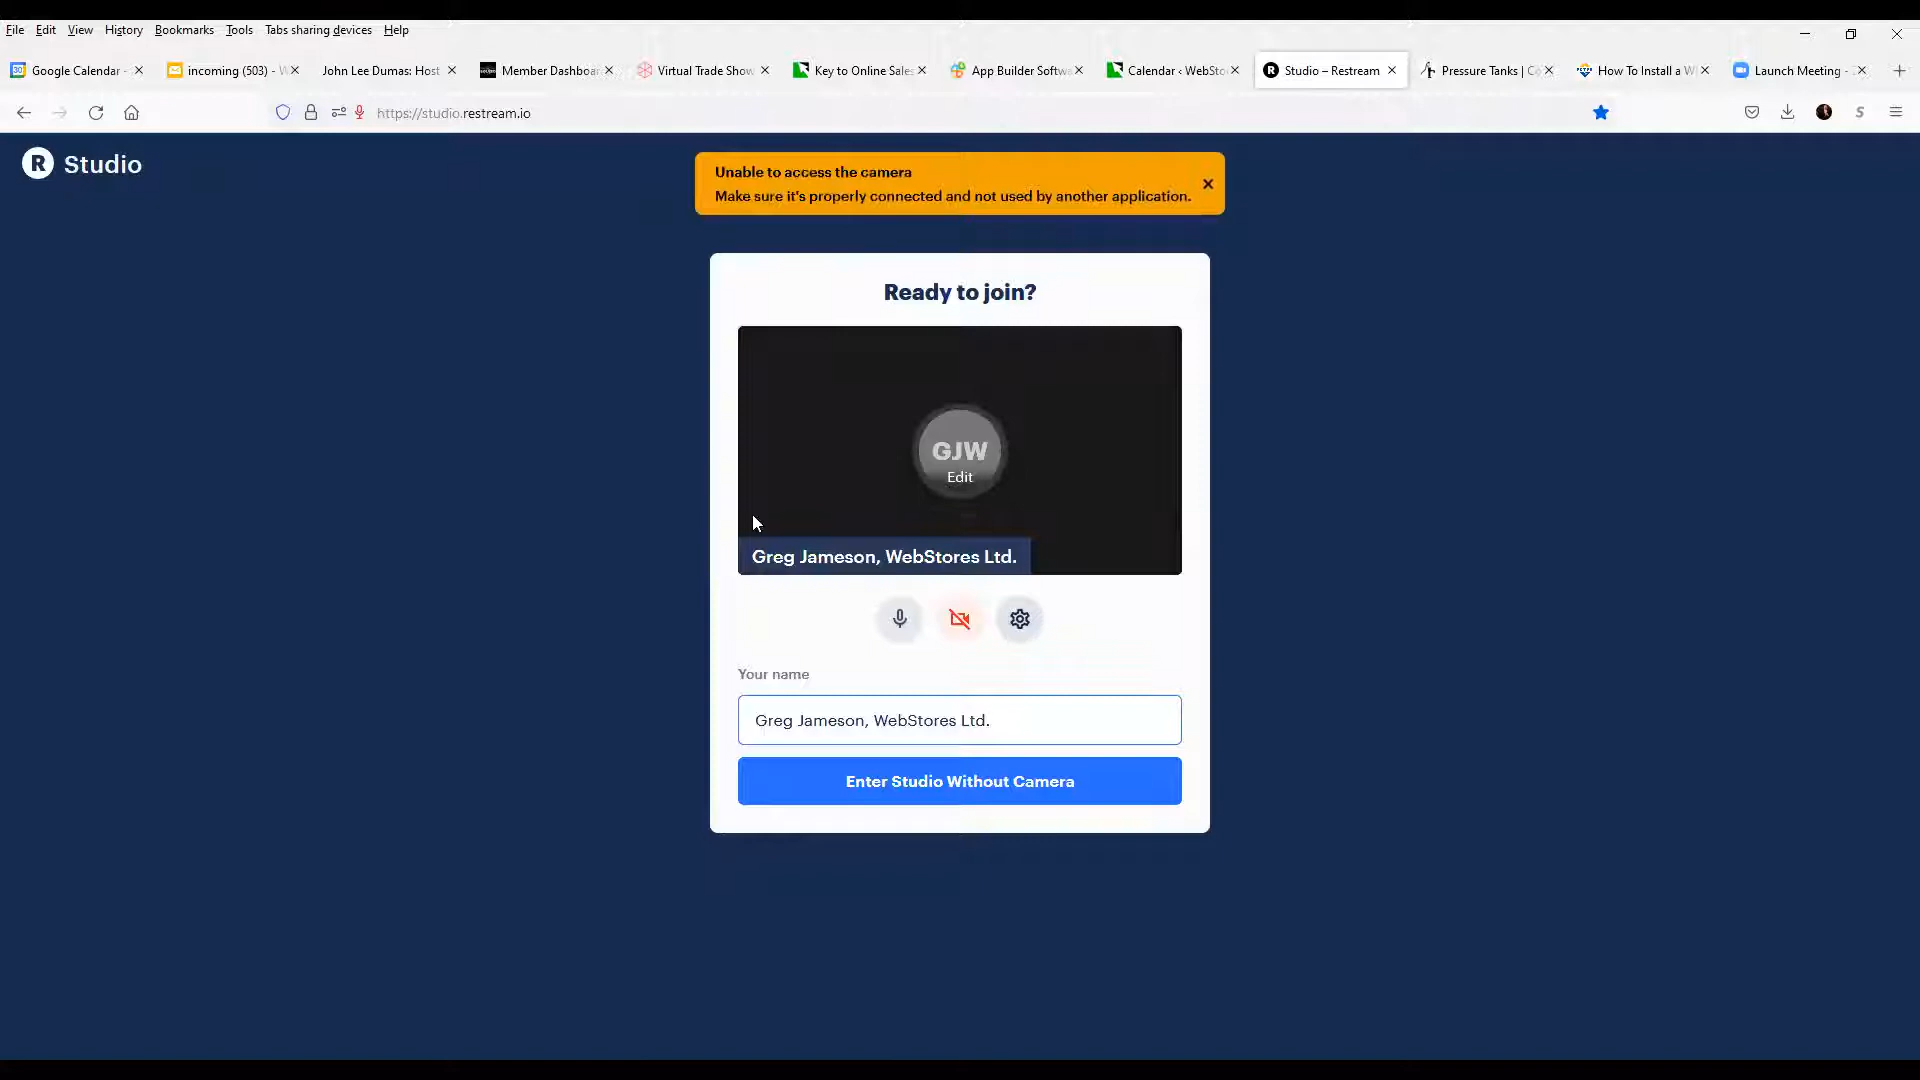 File Edit View History Bookmarks Tools Tabs sharing devices Help
Google Calendar - incoming (503) - W John Lee Dumas: Host Member Dashboar Virtual Trade Show Key to Online Sales App Builder Softwa Calendar ‹ WebSto Studio – Restream Pressure Tanks | Co How To Install a W Launch Meeting -
https://studio.restream.io
R Studio
Unable to access the camera
Make sure it's properly connected and not used by another application.
Ready to join?
GJW
Edit
Greg Jameson, WebStores Ltd.
Your name
Greg Jameson, WebStores Ltd.
Enter Studio Without Camera